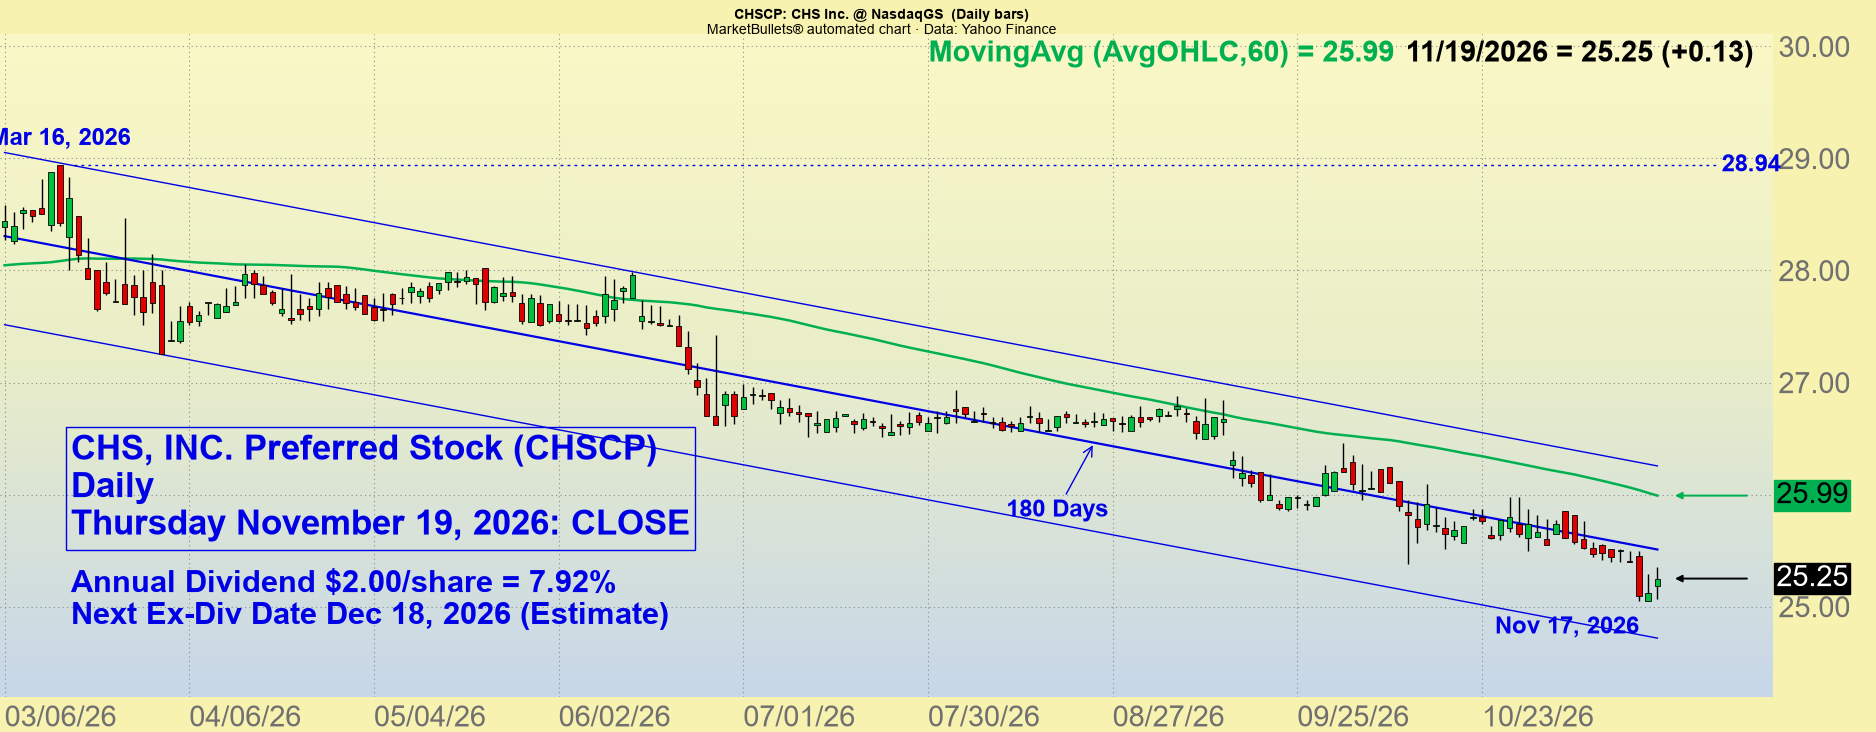 CHSCP: CHS Inc. @ NasdaqGS (Daily bars)
MarketBullets® automated chart · Data: Yahoo Finance
MovingAvg (AvgOHLC,60) = 25.99 11/19/2026 = 25.25 (+0.13)
30.00
Mar 16, 2026
29.00
28.94
28.00
27.00
CHS, INC. Preferred Stock (CHSCP)
Daily
Thursday November 19, 2026: CLOSE
25.99
180 Days
Annual Dividend $2.00/share = 7.92%
Next Ex-Div Date Dec 18, 2026 (Estimate)
25.25
25.00
Nov 17, 2026
03/06/26 04/06/26 05/04/26 06/02/26 07/01/26 07/30/26 08/27/26 09/25/26 10/23/26